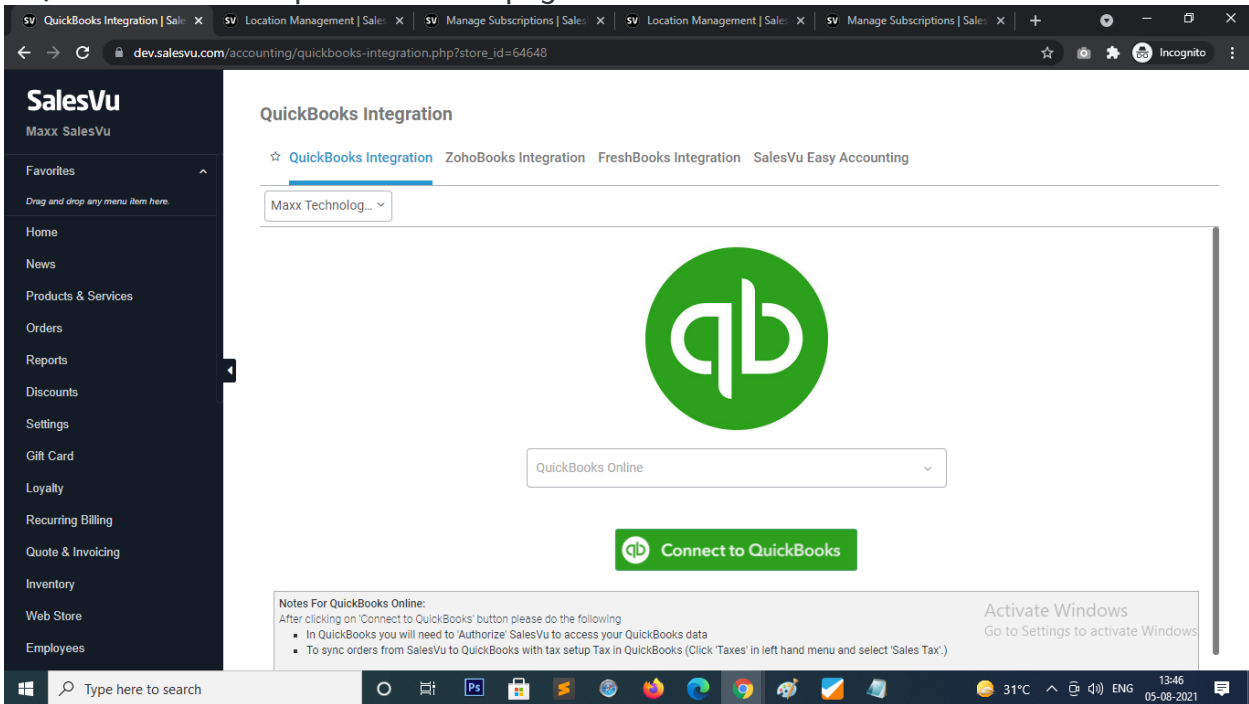 QuickBooks Integration | Sale
Location Management | Sales
Manage Subscriptions | Sales
Location Management | Sales
Manage Subscriptions | Sales
dev.salesvu.com/accounting/quickbooks-integration.php?store_id=64648
Incognito
SalesVu
Maxx SalesVu
Favorites
Drag and drop any menu item here.
Home
News
Products & Services
Orders
Reports
Discounts
Settings
Gift Card
Loyalty
Recurring Billing
Quote & Invoicing
Inventory
Web Store
Employees
QuickBooks Integration
QuickBooks Integration ZohoBooks Integration FreshBooks Integration SalesVu Easy Accounting
Maxx Technolog...
qb
QuickBooks Online
qb Connect to QuickBooks
Notes For QuickBooks Online:
After clicking on 'Connect to QuickBooks' button please do the following
In QuickBooks you will need to 'Authorize' SalesVu to access your QuickBooks data
To sync orders from SalesVu to QuickBooks with tax setup Tax in QuickBooks (Click 'Taxes' in left hand menu and select 'Sales Tax'.)
Activate Windows
Go to Settings to activate Windows.
Type here to search
Ps
31°C ENG 13:46
05-08-2021